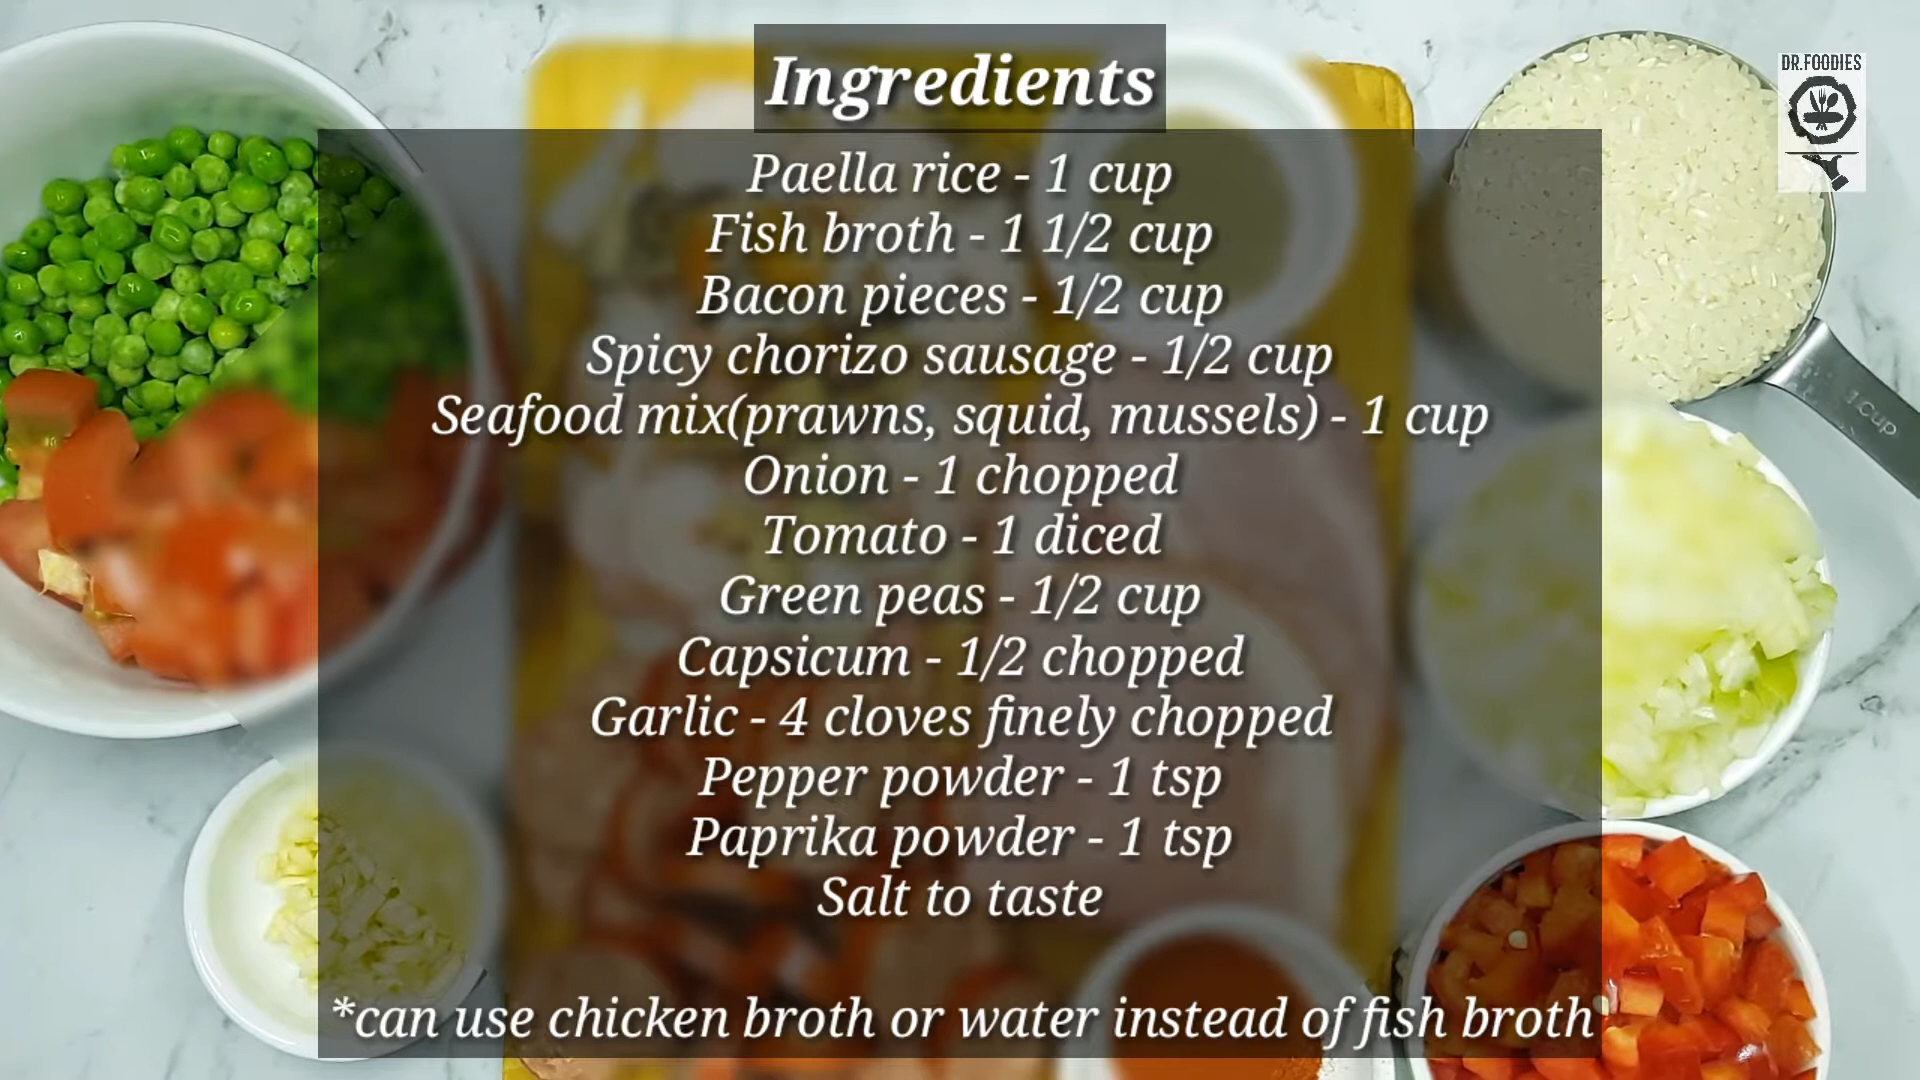 DR.FOODIES
Ingredients
Paella rice - 1 cup
Fish broth - 1 1/2 cup
Bacon pieces - 1/2 cup
Spicy chorizo sausage - 1/2 cup
Seafood mix(prawns, squid, mussels) - 1 cup
Onion - 1 chopped
Tomato - 1 diced
Green peas - 1/2 cup
Capsicum - 1/2 chopped
Garlic - 4 cloves finely chopped
Pepper powder - 1 tsp
Paprika powder - 1 tsp
Salt to taste
*can use chicken broth or water instead of fish broth*
1 cup